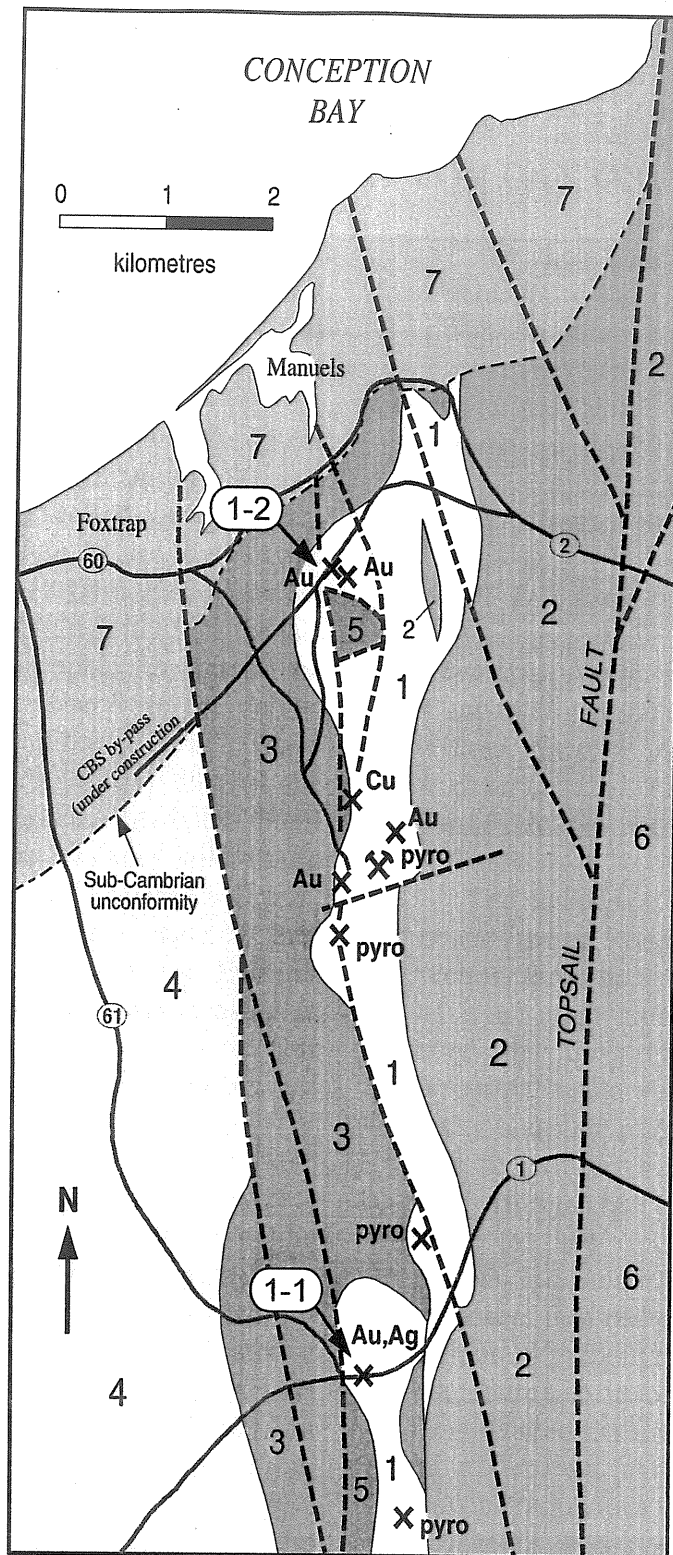 CONCEPTION
BAY
0 1 2
kilometres
7
7
Manuels
2
7
1
1-2
Foxtrap
60
2
Au Au
5
2
2
7
1
CBS by-pass
(under construction)
3
FAULT
Cu
Au
6
pyro
Au
Sub-Cambrian
unconformity
pyro
4
TOPSAIL
61
2
1
3
1
N
pyro
6
1-1
Au,Ag
2
4
3
1
5
pyro